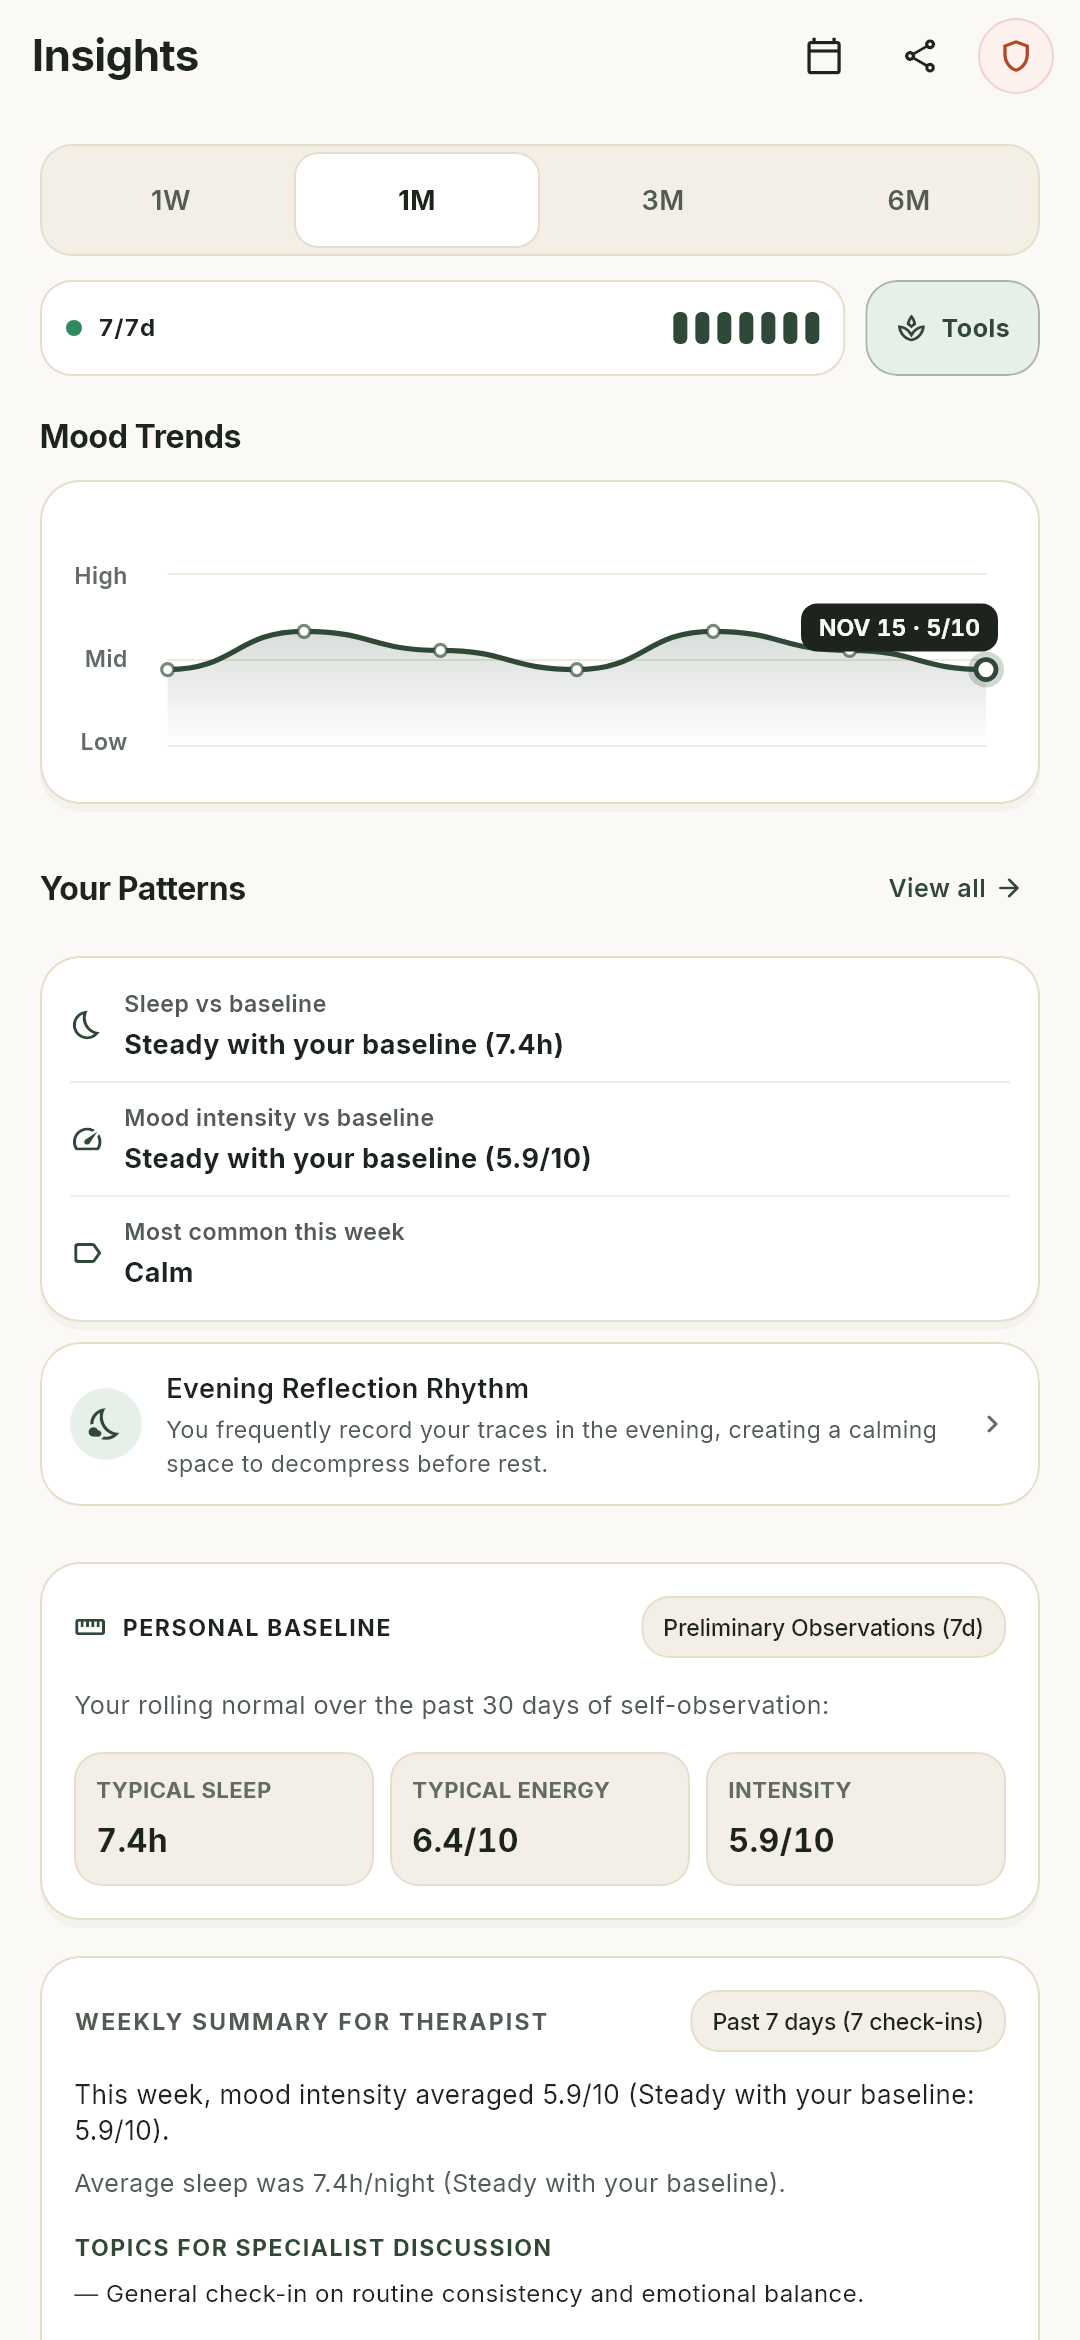 Insights
1W
1M
3M
6M
7/7d
Tools
Mood Trends
High
Mid
Low
NOV 15 · 5/10
Your Patterns
View all →
Sleep vs baseline
Steady with your baseline (7.4h)
Mood intensity vs baseline
Steady with your baseline (5.9/10)
Most common this week
Calm
Evening Reflection Rhythm
You frequently record your traces in the evening, creating a calming
space to decompress before rest.
PERSONAL BASELINE
Preliminary Observations (7d)
Your rolling normal over the past 30 days of self-observation:
TYPICAL SLEEP
7.4h
TYPICAL ENERGY
6.4/10
INTENSITY
5.9/10
WEEKLY SUMMARY FOR THERAPIST
Past 7 days (7 check-ins)
This week, mood intensity averaged 5.9/10 (Steady with your baseline:
5.9/10).
Average sleep was 7.4h/night (Steady with your baseline).
TOPICS FOR SPECIALIST DISCUSSION
— General check-in on routine consistency and emotional balance.